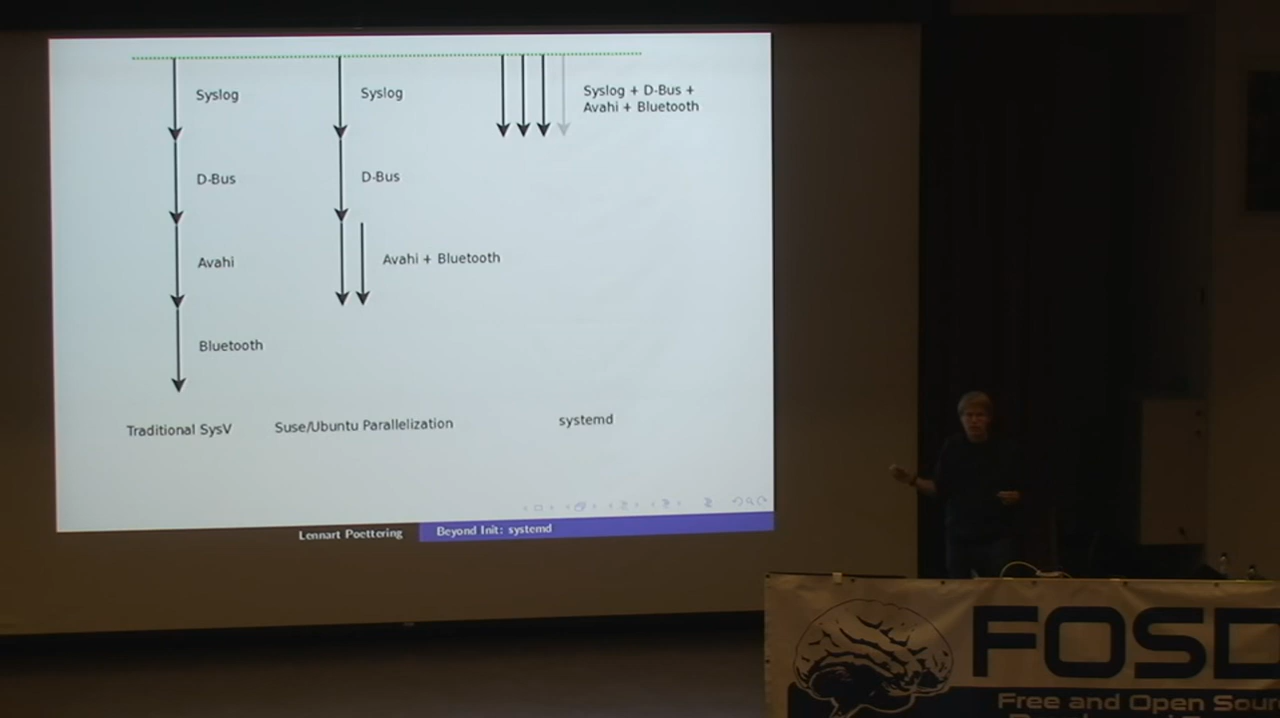 Syslog
D-Bus
Avahi
Bluetooth
Traditional SysV
Syslog
D-Bus
Avahi + Bluetooth
Suse/Ubuntu Parallelization
Syslog + D-Bus +
Avahi + Bluetooth
systemd
Lennart Poettering
Beyond Init: systemd
FOSD
Free and Open Sour